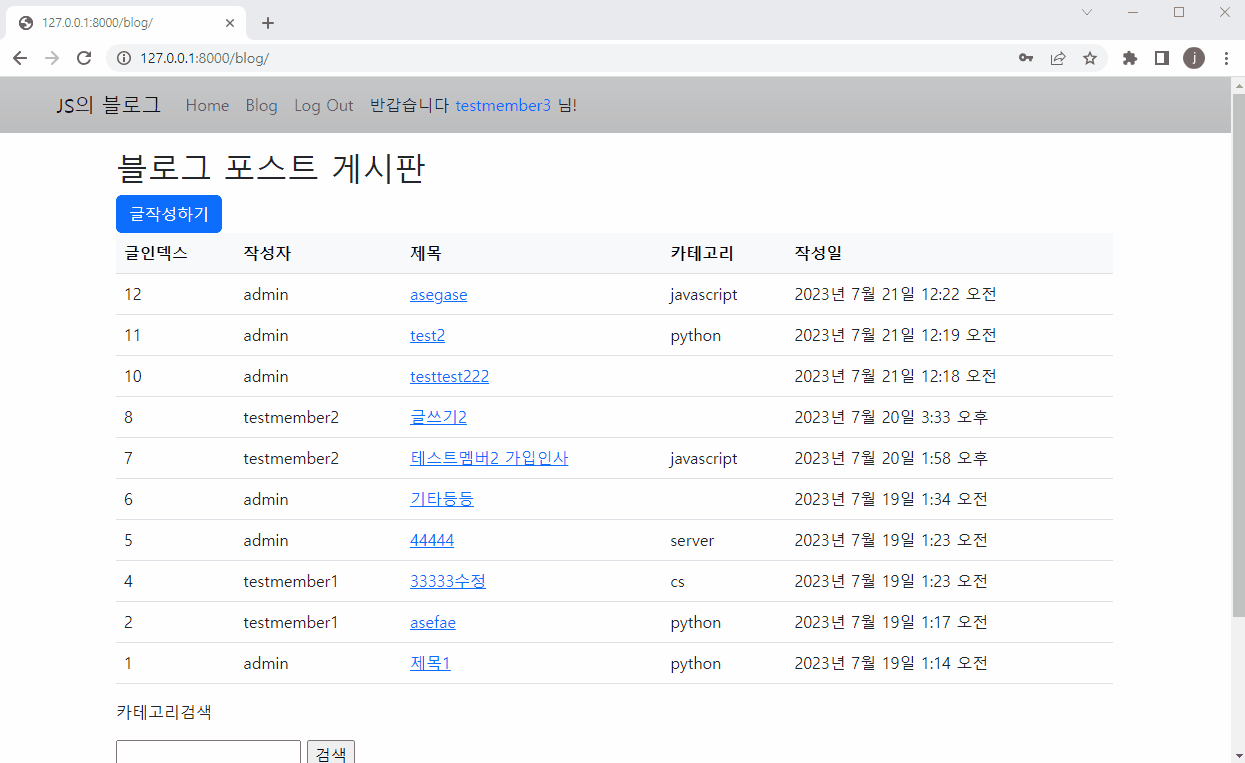 127.0.0.1:8000/blog/
127.0.0.1:8000/blog/
j
JS의 블로그 Home Blog Log Out 반갑습니다 testmember3 님!
블로그 포스트 게시판
글작성하기
글인덱스 작성자 제목 카테고리 작성일
12 admin asegase javascript 2023년 7월 21일 12:22 오전
11 admin test2 python 2023년 7월 21일 12:19 오전
10 admin testtest222 2023년 7월 21일 12:18 오전
8 testmember2 글쓰기2 2023년 7월 20일 3:33 오후
7 testmember2 테스트멤버2 가입인사 javascript 2023년 7월 20일 1:58 오후
6 admin 기타등등 2023년 7월 19일 1:34 오전
5 admin 44444 server 2023년 7월 19일 1:23 오전
4 testmember1 33333수정 cs 2023년 7월 19일 1:23 오전
2 testmember1 asefae python 2023년 7월 19일 1:17 오전
1 admin 제목1 python 2023년 7월 19일 1:14 오전
카테고리검색
검색